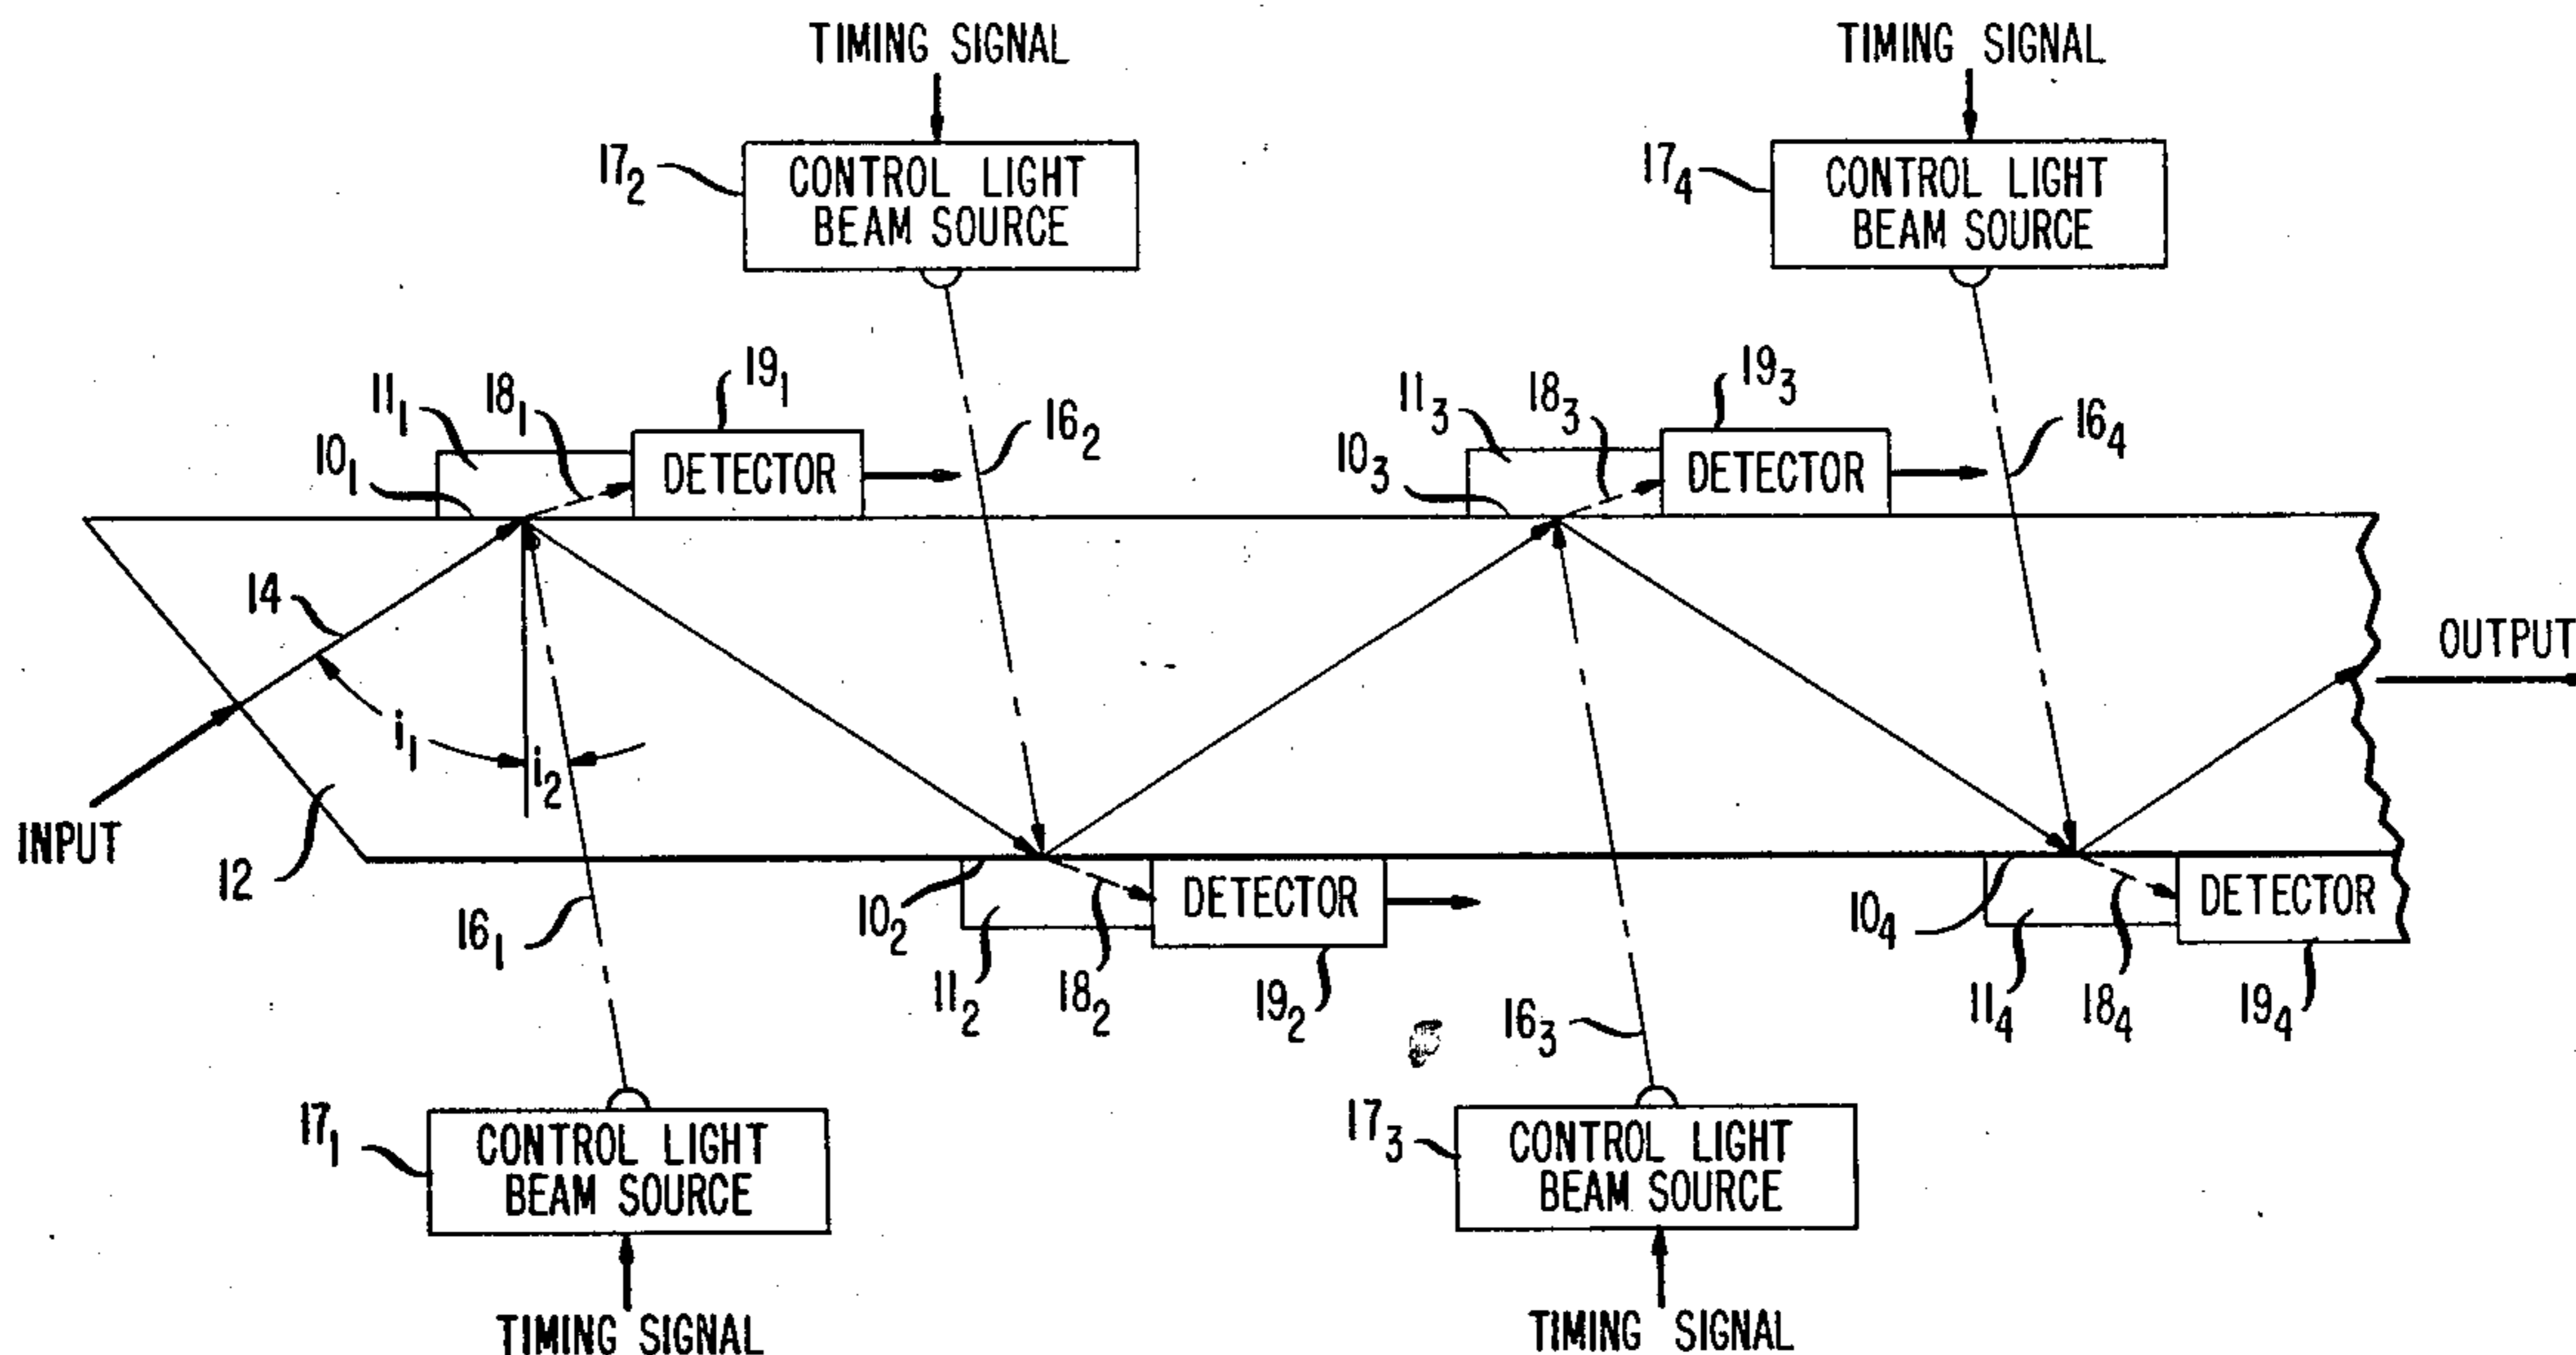 TIMING SIGNAL
TIMING SIGNAL
17₂
CONTROL LIGHT
BEAM SOURCE
17₄
CONTROL LIGHT
BEAM SOURCE
11₁
18₁
19₁
10₁
DETECTOR
16₂
11₃
18₃
19₃
10₃
DETECTOR
16₄
14
i₁
i₂
INPUT
12
OUTPUT
16₁
10₂
11₂
18₂
DETECTOR
19₂
16₃
10₄
11₄
18₄
DETECTOR
19₄
17₁
CONTROL LIGHT
BEAM SOURCE
17₃
CONTROL LIGHT
BEAM SOURCE
TIMING SIGNAL
TIMING SIGNAL